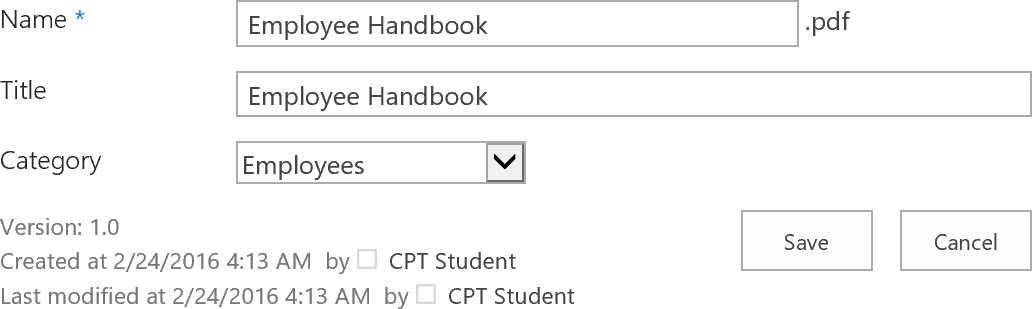 Name * Employee Handbook .pdf
Title Employee Handbook
Category Employees
Version: 1.0
Save Cancel
Created at 2/24/2016 4:13 AM by CPT Student
Last modified at 2/24/2016 4:13 AM by CPT Student